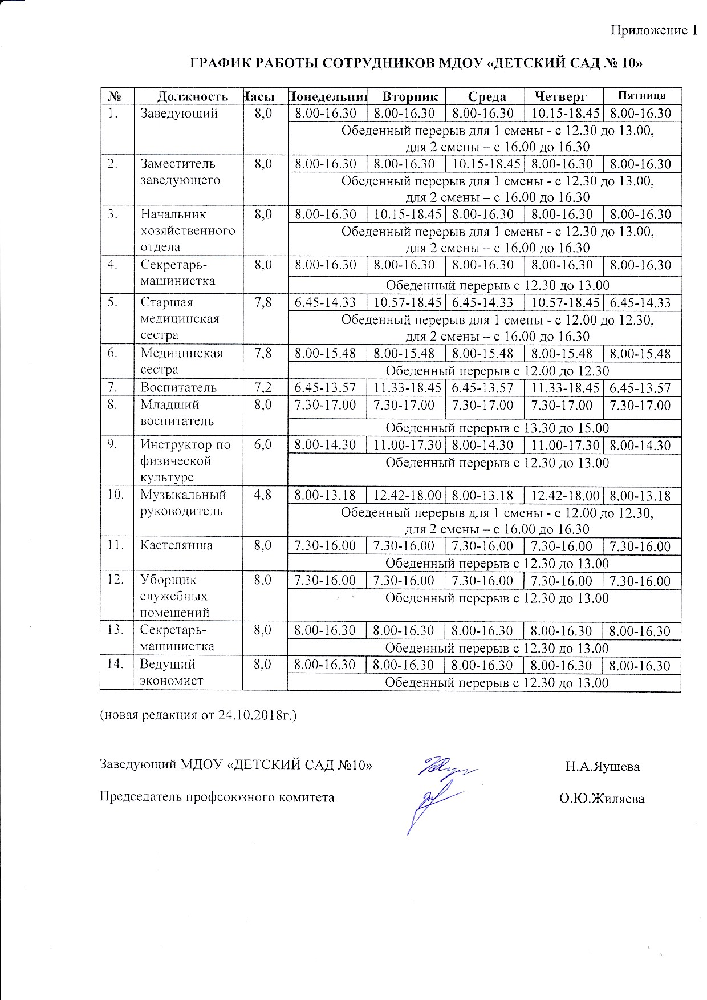 Приложение 1
ГРАФИК РАБОТЫ СОТРУДНИКОВ МДОУ «ДЕТСКИЙ САД № 10»
№ Должность Часы Понедельник Вторник Среда Четверг Пятница
1. Заведующий 8,0 8.00-16.30 8.00-16.30 8.00-16.30 10.15-18.45 8.00-16.30
Обеденный перерыв для 1 смены - с 12.30 до 13.00,
для 2 смены – с 16.00 до 16.30
2. Заместитель 8,0 8.00-16.30 8.00-16.30 10.15-18.45 8.00-16.30 8.00-16.30
заведующего Обеденный перерыв для 1 смены - с 12.30 до 13.00,
для 2 смены – с 16.00 до 16.30
3. Начальник 8,0 8.00-16.30 10.15-18.45 8.00-16.30 8.00-16.30 8.00-16.30
хозяйственного Обеденный перерыв для 1 смены - с 12.30 до 13.00,
отдела для 2 смены – с 16.00 до 16.30
4. Секретарь- 8,0 8.00-16.30 8.00-16.30 8.00-16.30 8.00-16.30 8.00-16.30
машинистка Обеденный перерыв с 12.30 до 13.00
5. Старшая 7,8 6.45-14.33 10.57-18.45 6.45-14.33 10.57-18.45 6.45-14.33
медицинская Обеденный перерыв для 1 смены - с 12.00 до 12.30,
сестра для 2 смены – с 16.00 до 16.30
6. Медицинская 7,8 8.00-15.48 8.00-15.48 8.00-15.48 8.00-15.48 8.00-15.48
сестра Обеденный перерыв с 12.00 до 12.30
7. Воспитатель 7,2 6.45-13.57 11.33-18.45 6.45-13.57 11.33-18.45 6.45-13.57
8. Младший 8,0 7.30-17.00 7.30-17.00 7.30-17.00 7.30-17.00 7.30-17.00
воспитатель Обеденный перерыв с 13.30 до 15.00
9. Инструктор по 6,0 8.00-14.30 11.00-17.30 8.00-14.30 11.00-17.30 8.00-14.30
физической Обеденный перерыв с 12.30 до 13.00
культуре
10. Музыкальный 4,8 8.00-13.18 12.42-18.00 8.00-13.18 12.42-18.00 8.00-13.18
руководитель Обеденный перерыв для 1 смены - с 12.00 до 12.30,
для 2 смены – с 16.00 до 16.30
11. Кастелянша 8,0 7.30-16.00 7.30-16.00 7.30-16.00 7.30-16.00 7.30-16.00
Обеденный перерыв с 12.30 до 13.00
12. Уборщик 8,0 7.30-16.00 7.30-16.00 7.30-16.00 7.30-16.00 7.30-16.00
служебных Обеденный перерыв с 12.30 до 13.00
помещений
13. Секретарь- 8,0 8.00-16.30 8.00-16.30 8.00-16.30 8.00-16.30 8.00-16.30
машинистка Обеденный перерыв с 12.30 до 13.00
14. Ведущий 8,0 8.00-16.30 8.00-16.30 8.00-16.30 8.00-16.30 8.00-16.30
экономист Обеденный перерыв с 12.30 до 13.00
(новая редакция от 24.10.2018г.)
Заведующий МДОУ «ДЕТСКИЙ САД №10» Н.А.Яушева
Председатель профсоюзного комитета О.Ю.Жиляева